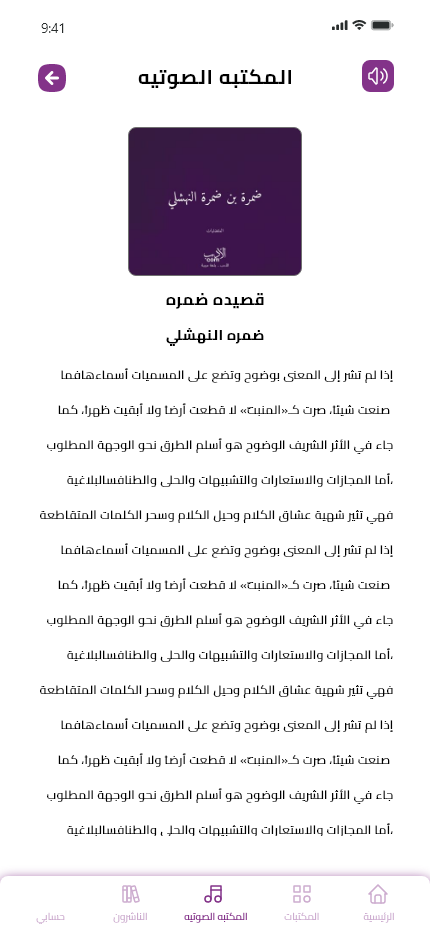 9:41
المكتبه الصوتيه
ضمرة بن ضمرة النهشلي
المفضليات
الأديب
.com
قصيده ضمره
ضمره النهشلي
إذا لم تشر إلى المعنى بوضوح وتضع على المسميات أسماءهافما
صنعت شيئا، صرت كـ«المنبت» لا قطعت أرضا ولا أبقيت ظهرا، كما
جاء في الأثر الشريف الوضوح هو أسلم الطرق نحو الوجهة المطلوب
،أما المجازات والاستعارات والتشبيهات والحلى والطنافسالبلاغية
فهي تثير شهية عشاق الكلام وحيل الكلام وسحر الكلمات المتقاطعة
إذا لم تشر إلى المعنى بوضوح وتضع على المسميات أسماءهافما
صنعت شيئا، صرت كـ«المنبت» لا قطعت أرضا ولا أبقيت ظهرا، كما
جاء في الأثر الشريف الوضوح هو أسلم الطرق نحو الوجهة المطلوب
،أما المجازات والاستعارات والتشبيهات والحلى والطنافسالبلاغية
فهي تثير شهية عشاق الكلام وحيل الكلام وسحر الكلمات المتقاطعة
إذا لم تشر إلى المعنى بوضوح وتضع على المسميات أسماءهافما
صنعت شيئا، صرت كـ«المنبت» لا قطعت أرضا ولا أبقيت ظهرا، كما
جاء في الأثر الشريف الوضوح هو أسلم الطرق نحو الوجهة المطلوب
،أما المجازات والاستعارات والتشبيهات والحلى والطنافسالبلاغية
الرئيسية
المكتبات
المكتبه الصوتيه
الناشرون
حسابي